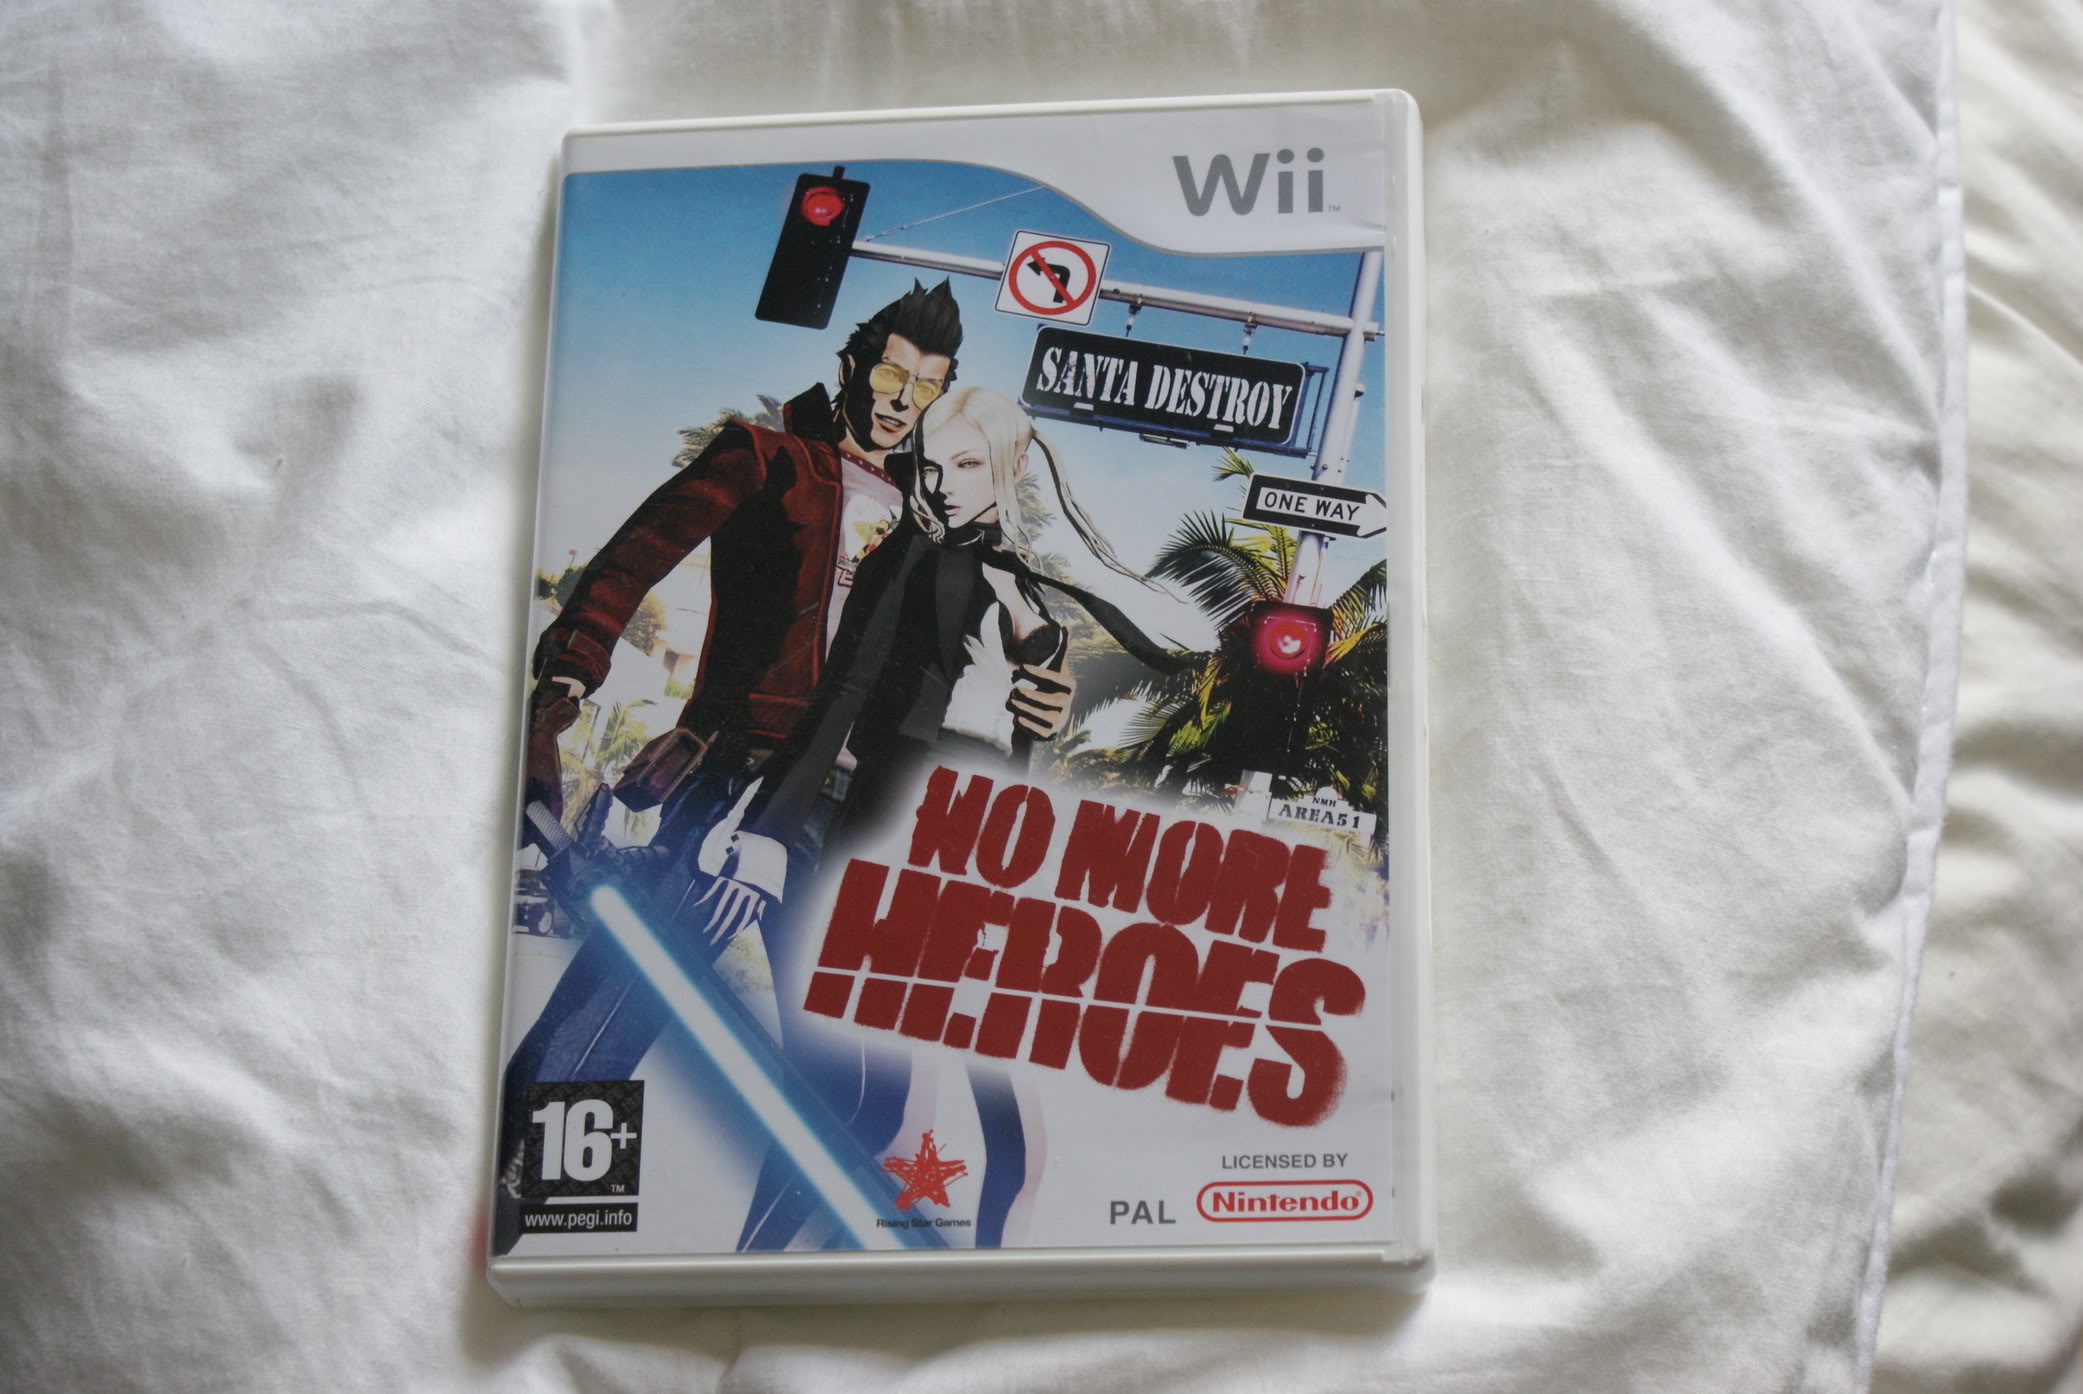 Wii
SANTA DESTROY
ONE WAY
NMH
AREA51
NO MORE
HEROES
16+
TM
www.pegi.info
Rising Star Games
PAL
LICENSED BY
Nintendo®